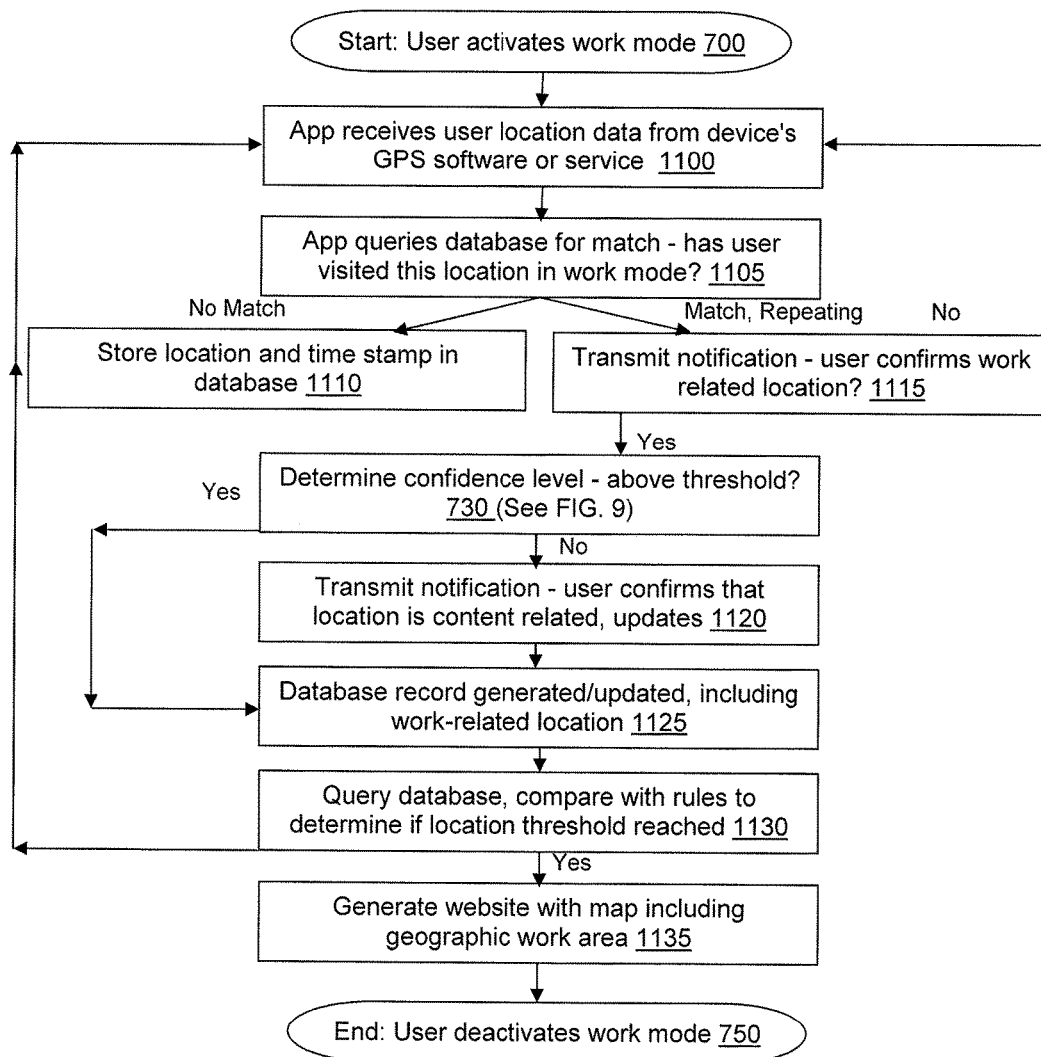 Start: User activates work mode 700
App receives user location data from device's
GPS software or service 1100
App queries database for match - has user
visited this location in work mode? 1105
No Match
Match, Repeating
No
Store location and time stamp in
database 1110
Transmit notification - user confirms work
related location? 1115
Yes
Determine confidence level - above threshold?
730 (See FIG. 9)
Yes
No
Transmit notification - user confirms that
location is content related, updates 1120
Database record generated/updated, including
work-related location 1125
Query database, compare with rules to
determine if location threshold reached 1130
Yes
Generate website with map including
geographic work area 1135
End: User deactivates work mode 750